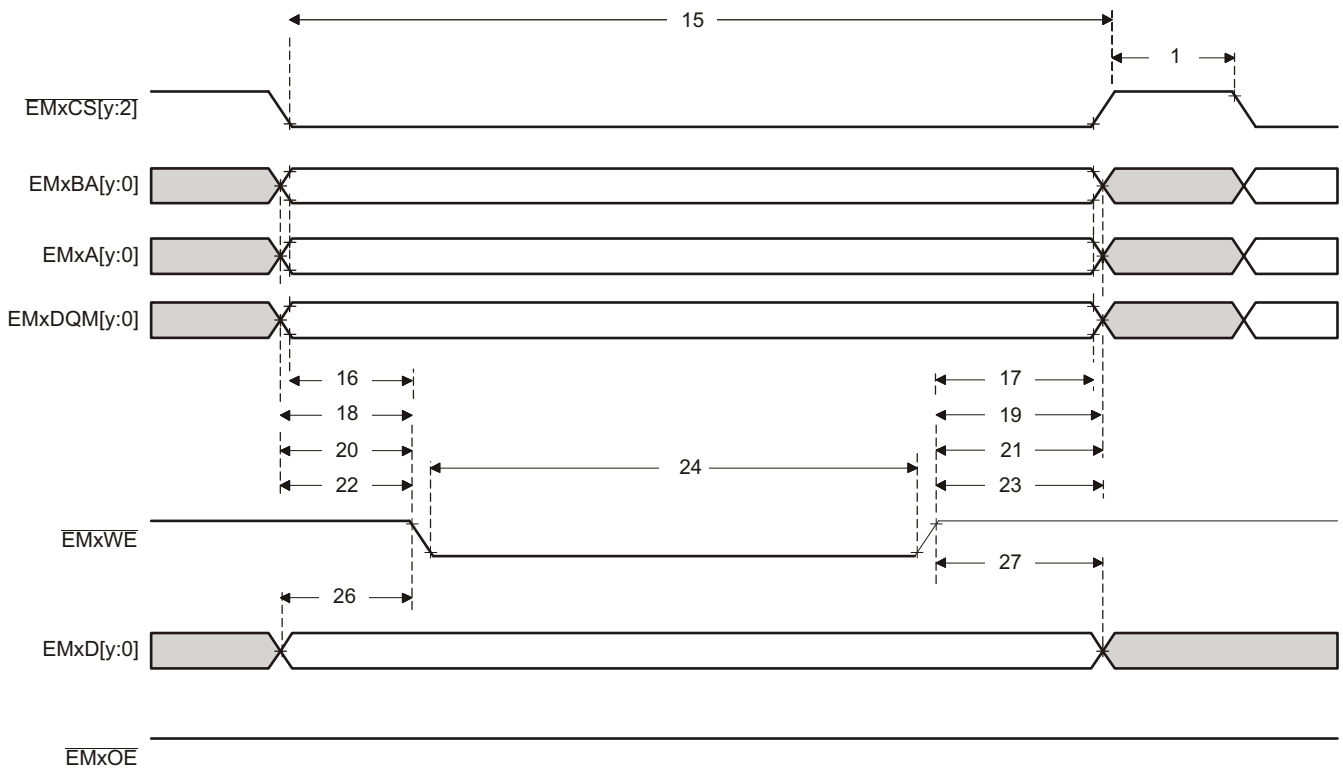 15
1
EMxCS[y:2]
EMxBA[y:0]
EMxA[y:0]
EMxDQM[y:0]
16 17
18 19
20 21
24
22 23
EMxWE
27
26
EMxD[y:0]
EMxOE